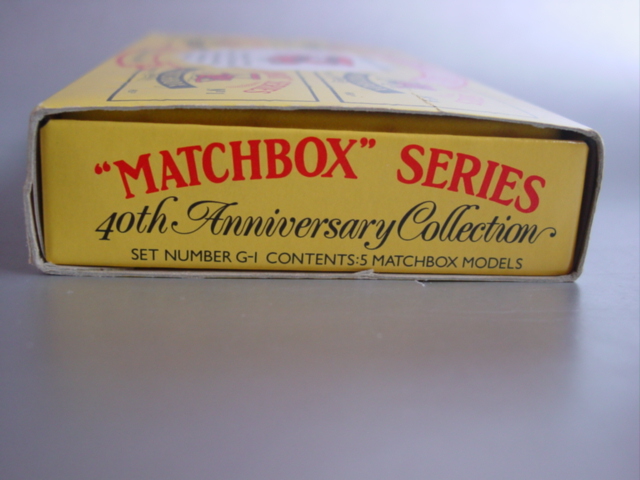 "MATCHBOX" SERIES
40th Anniversary Collection
SET NUMBER G-1 CONTENTS:5 MATCHBOX MODELS